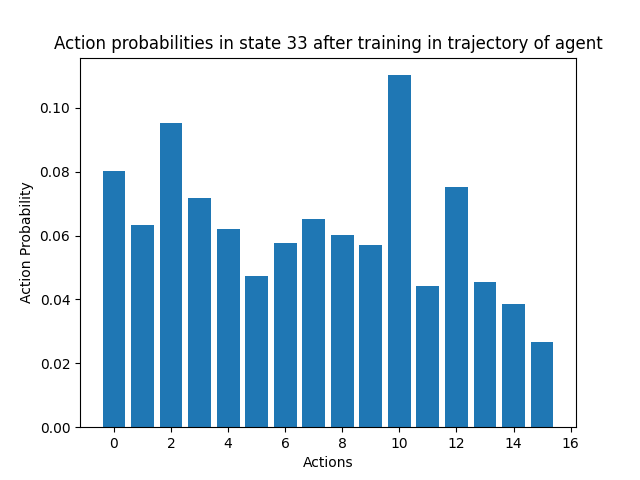 Action probabilities in state 33 after training in trajectory of agent
0.10
0.08
0.06
0.04
0.02
0.00
Action Probability
0 2 4 6 8 10 12 14 16
Actions